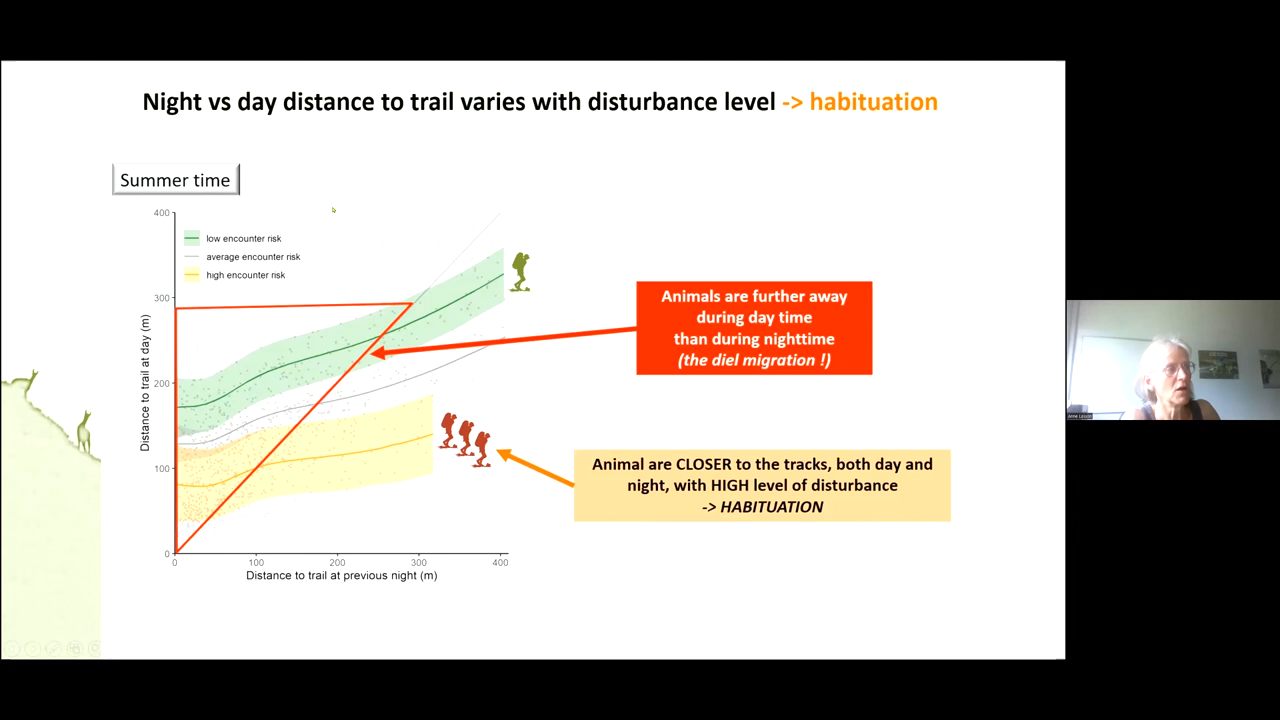 Night vs day distance to trail varies with disturbance level -> habituation
Summer time
400
300
200
100
0
Distance to trail at day (m)
low encounter risk
average encounter risk
high encounter risk
0 100 200 300 400
Distance to trail at previous night (m)
Animals are further away
during day time
than during nighttime
(the diel migration !)
Animal are CLOSER to the tracks, both day and
night, with HIGH level of disturbance
-> HABITUATION